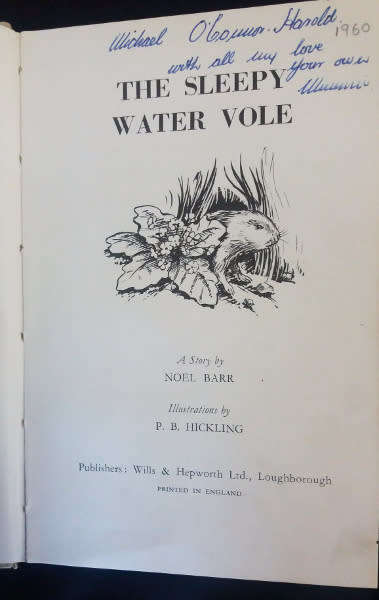 Michael O'Connor-Harold.
1960
with all my love
your own
THE SLEEPY
WATER VOLE
A Story by
NOEL BARR
Illustrations by
P. B. HICKLING
Publishers: Wills & Hepworth Ltd., Loughborough
PRINTED IN ENGLAND